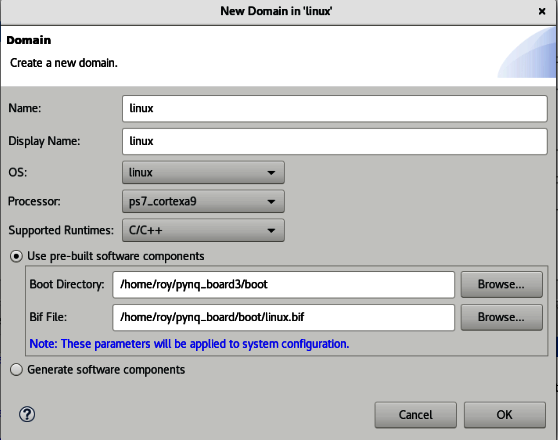 New Domain in 'linux'
Domain
Create a new domain.
Name: linux
Display Name: linux
OS: linux
Processor: ps7_cortexa9
Supported Runtimes: C/C++
Use pre-built software components
Boot Directory: /home/roy/pynq_board3/boot Browse...
Bif File: /home/roy/pynq_board/boot/linux.bif Browse...
Note: These parameters will be applied to system configuration.
Generate software components
? Cancel OK